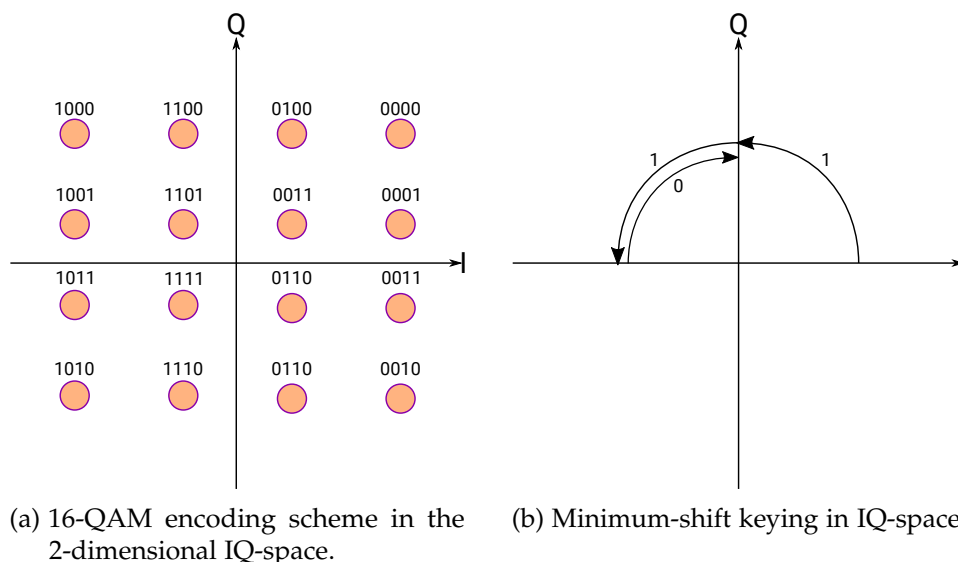 Q
1000 1100 0100 0000
1001 1101 0011 0001
I
1011 1111 0110 0011
1010 1110 0110 0010
(a) 16-QAM encoding scheme in the
2-dimensional IQ-space.
Q
1 1
0
(b) Minimum-shift keying in IQ-space